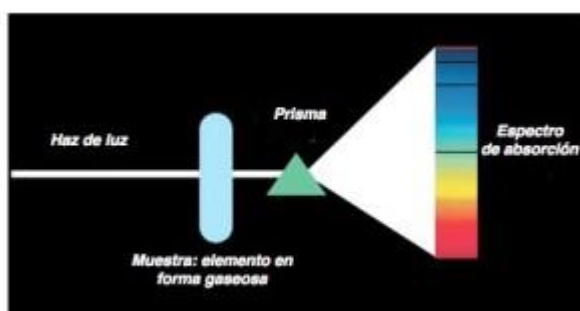 Haz de luz
Prisma
Espectro
de absorción
Muestra: elemento en
forma gaseosa